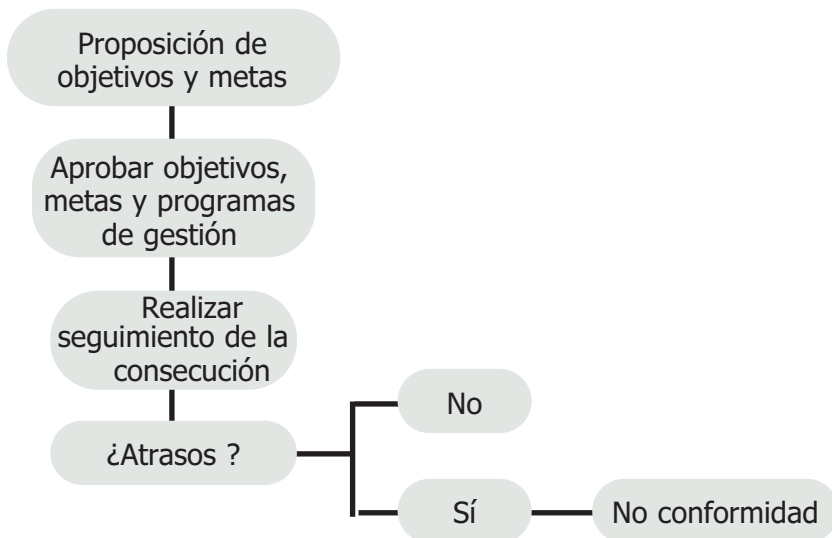 Proposición de
objetivos y metas
Aprobar objetivos,
metas y programas
de gestión
Realizar
seguimiento de la
consecución
¿Atrasos ?
No
Sí
No conformidad